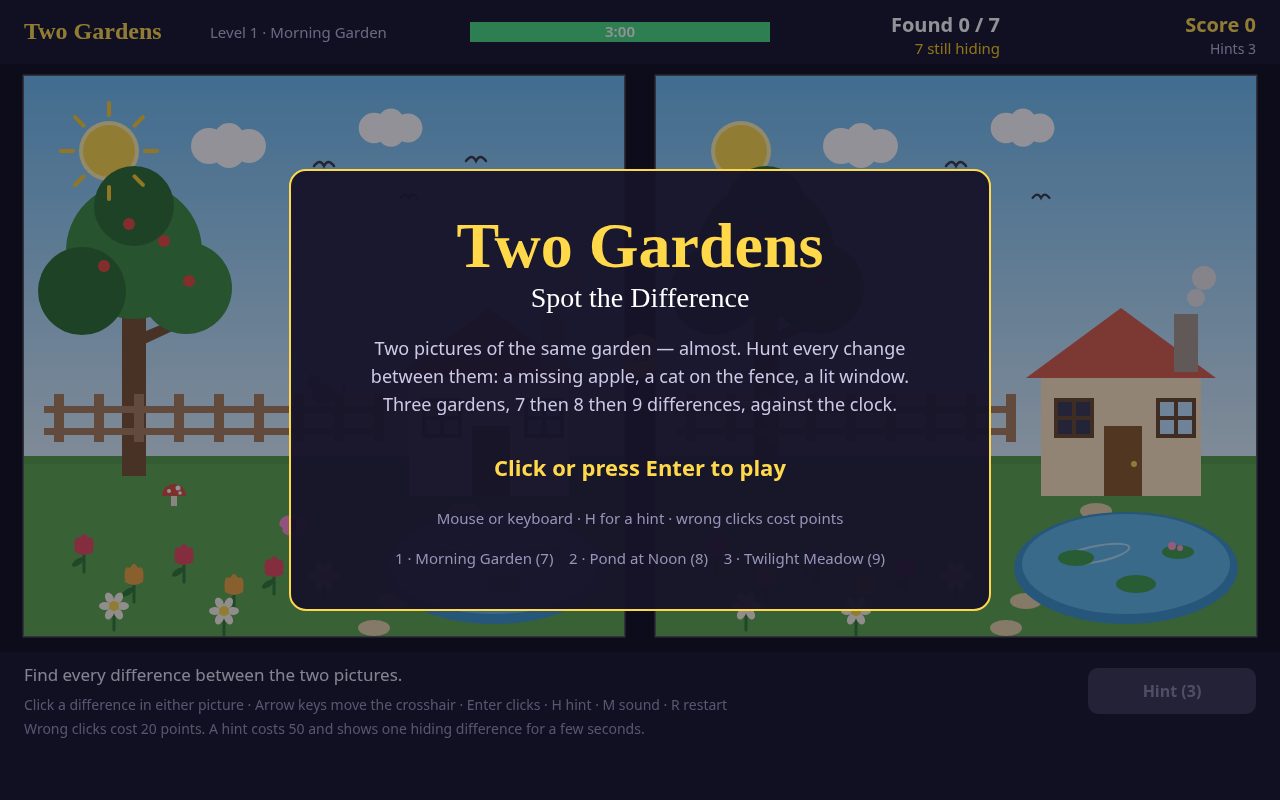 Two Gardens
Level 1 · Morning Garden
3:00
Found 0 / 7
7 still hiding
Score 0
Hints 3
Two Gardens
Spot the Difference
Two pictures of the same garden — almost. Hunt every change
between them: a missing apple, a cat on the fence, a lit window.
Three gardens, 7 then 8 then 9 differences, against the clock.
Click or press Enter to play
Mouse or keyboard · H for a hint · wrong clicks cost points
1 · Morning Garden (7) 2 · Pond at Noon (8) 3 · Twilight Meadow (9)
Find every difference between the two pictures.
Click a difference in either picture · Arrow keys move the crosshair · Enter clicks · H hint · M sound · R restart
Wrong clicks cost 20 points. A hint costs 50 and shows one hiding difference for a few seconds.
Hint (3)